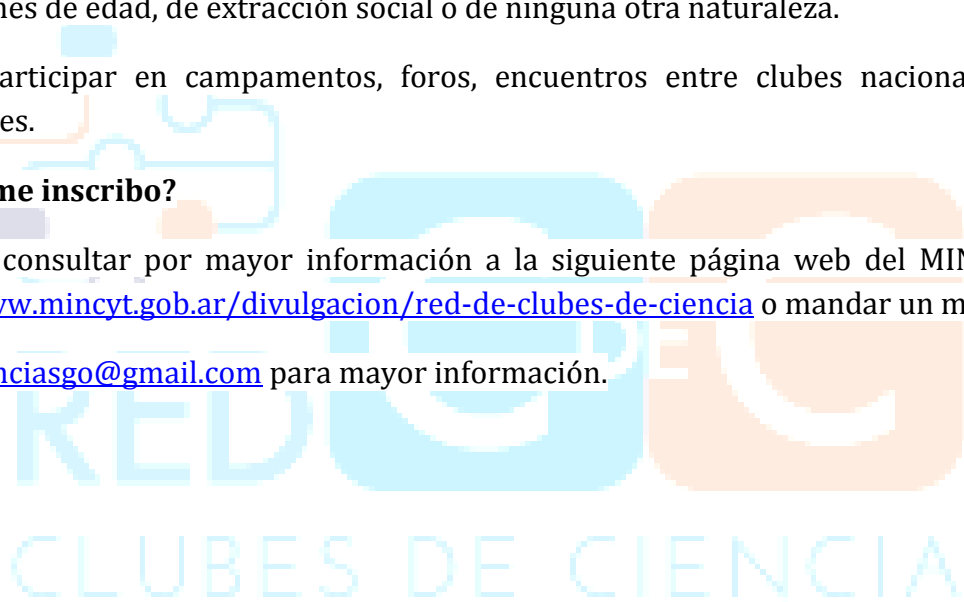 nes de edad, de extracción social o de ninguna otra naturaleza.
articipar en campamentos, foros, encuentros entre clubes naciona
es.
me inscribo?
consultar por mayor información a la siguiente página web del MIN
w.mincyt.gob.ar/divulgacion/red-de-clubes-de-ciencia o mandar un m
nciasgo@gmail.com para mayor información.
DE
RED CC
CLUBES DE CIENCIA